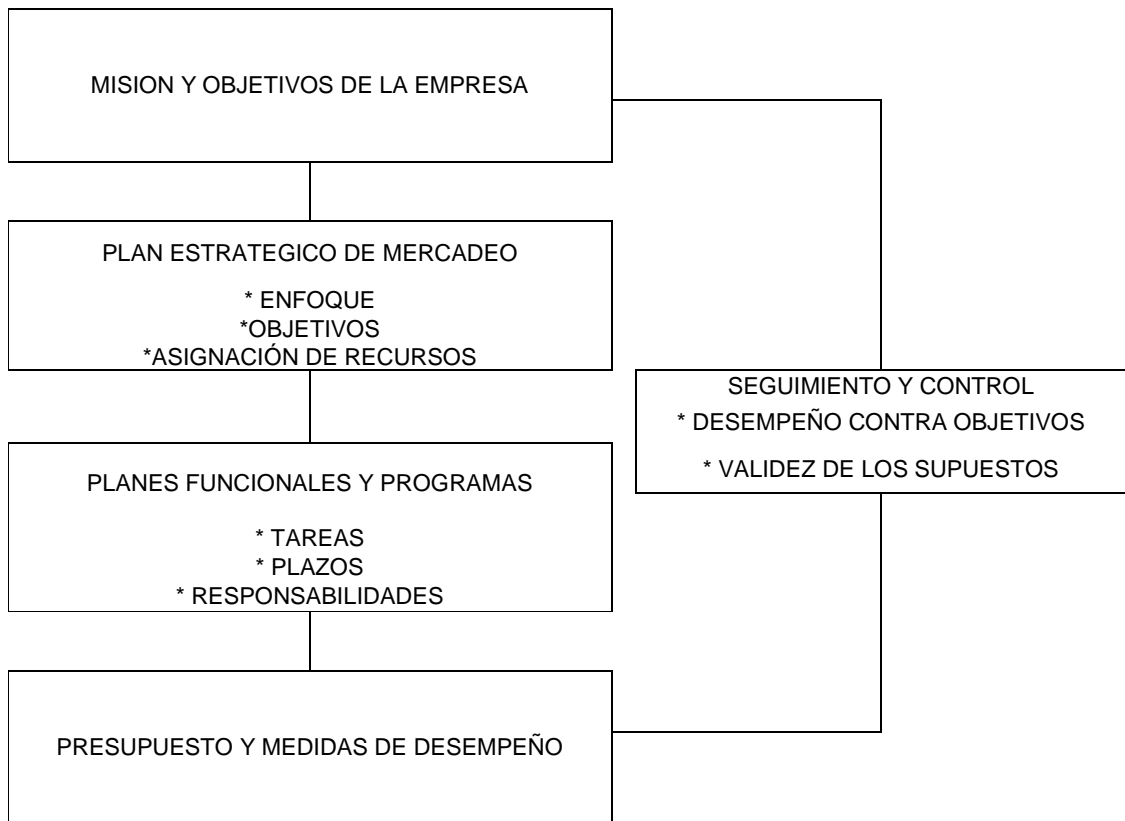 MISION Y OBJETIVOS DE LA EMPRESA
PLAN ESTRATEGICO DE MERCADEO
* ENFOQUE
*OBJETIVOS
*ASIGNACIÓN DE RECURSOS
SEGUIMIENTO Y CONTROL
* DESEMPEÑO CONTRA OBJETIVOS
* VALIDEZ DE LOS SUPUESTOS
PLANES FUNCIONALES Y PROGRAMAS
* TAREAS
* PLAZOS
* RESPONSABILIDADES
PRESUPUESTO Y MEDIDAS DE DESEMPEÑO